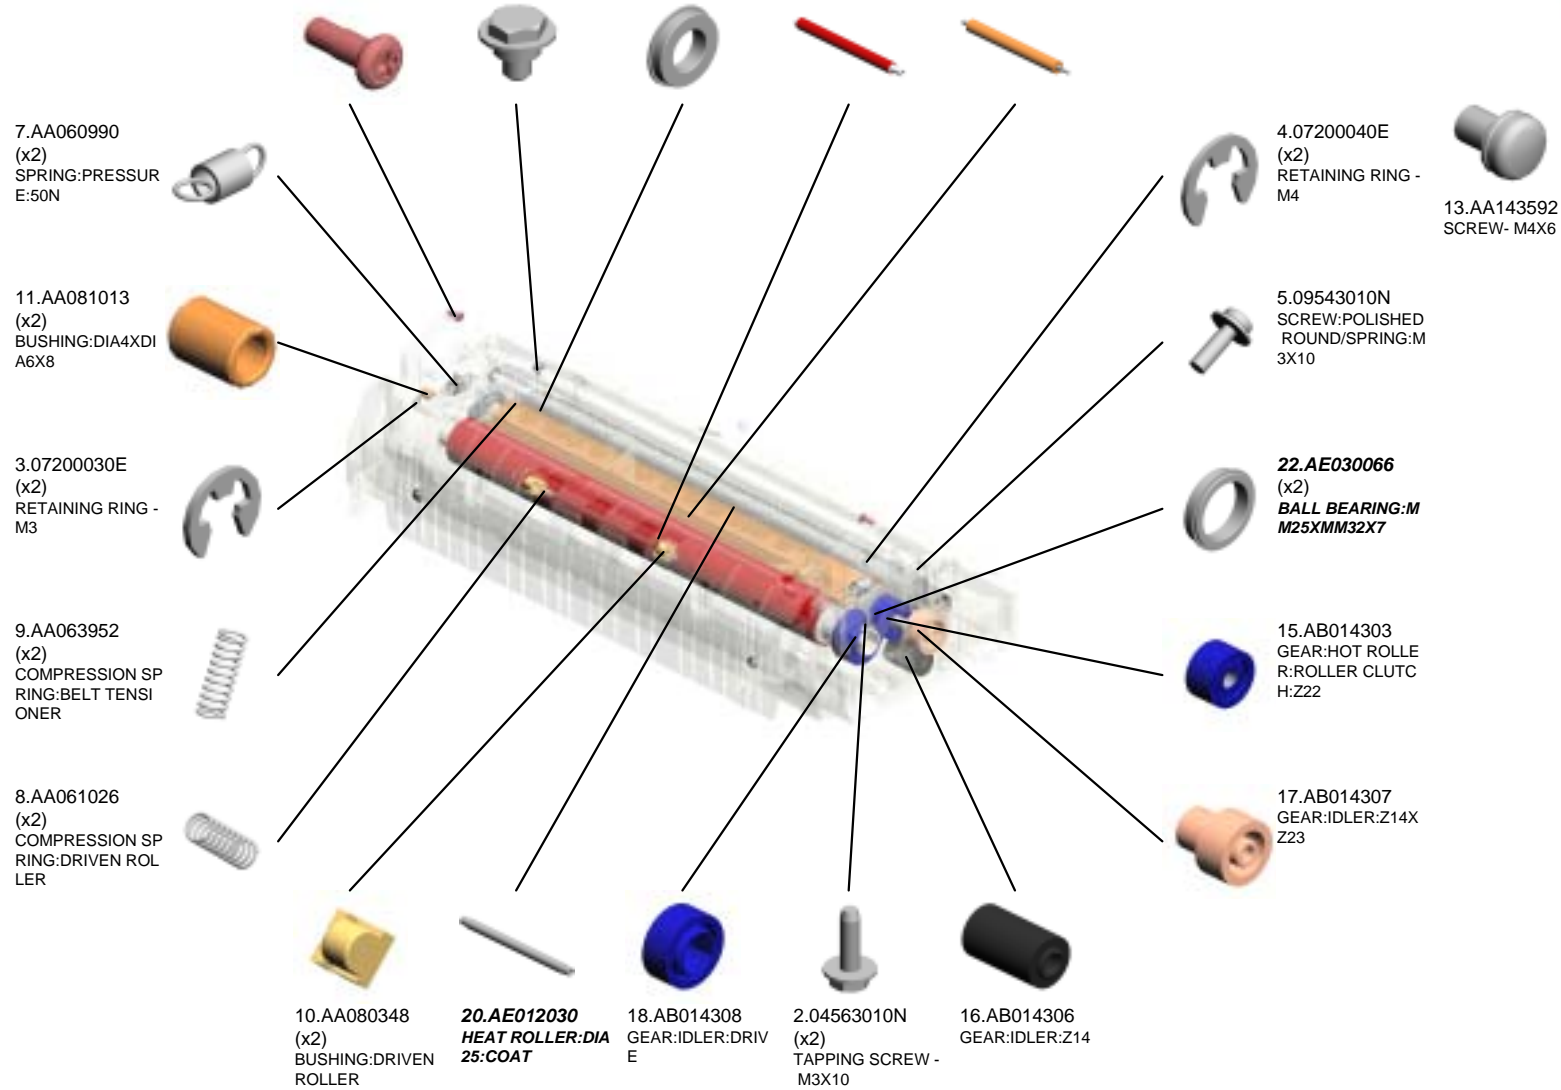 7.AA060990
(x2)
SPRING:PRESSUR
E:50N
4.07200040E
(x2)
RETAINING RING -
M4
13.AA143592
SCREW- M4X6
11.AA081013
(x2)
BUSHING:DIA4XDI
A6X8
5.09543010N
SCREW:POLISHED
ROUND/SPRING:M
3X10
3.07200030E
(x2)
RETAINING RING -
M3
22.AE030066
(x2)
BALL BEARING:M
M25XMM32X7
9.AA063952
(x2)
COMPRESSION SP
RING:BELT TENSI
ONER
15.AB014303
GEAR:HOT ROLLE
R:ROLLER CLUTC
H:Z22
8.AA061026
(x2)
COMPRESSION SP
RING:DRIVEN ROL
LER
17.AB014307
GEAR:IDLER:Z14X
Z23
10.AA080348
(x2)
BUSHING:DRIVEN
ROLLER
20.AE012030
HEAT ROLLER:DIA
25:COAT
18.AB014308
GEAR:IDLER:DRIV
E
2.04563010N
(x2)
TAPPING SCREW -
M3X10
16.AB014306
GEAR:IDLER:Z14